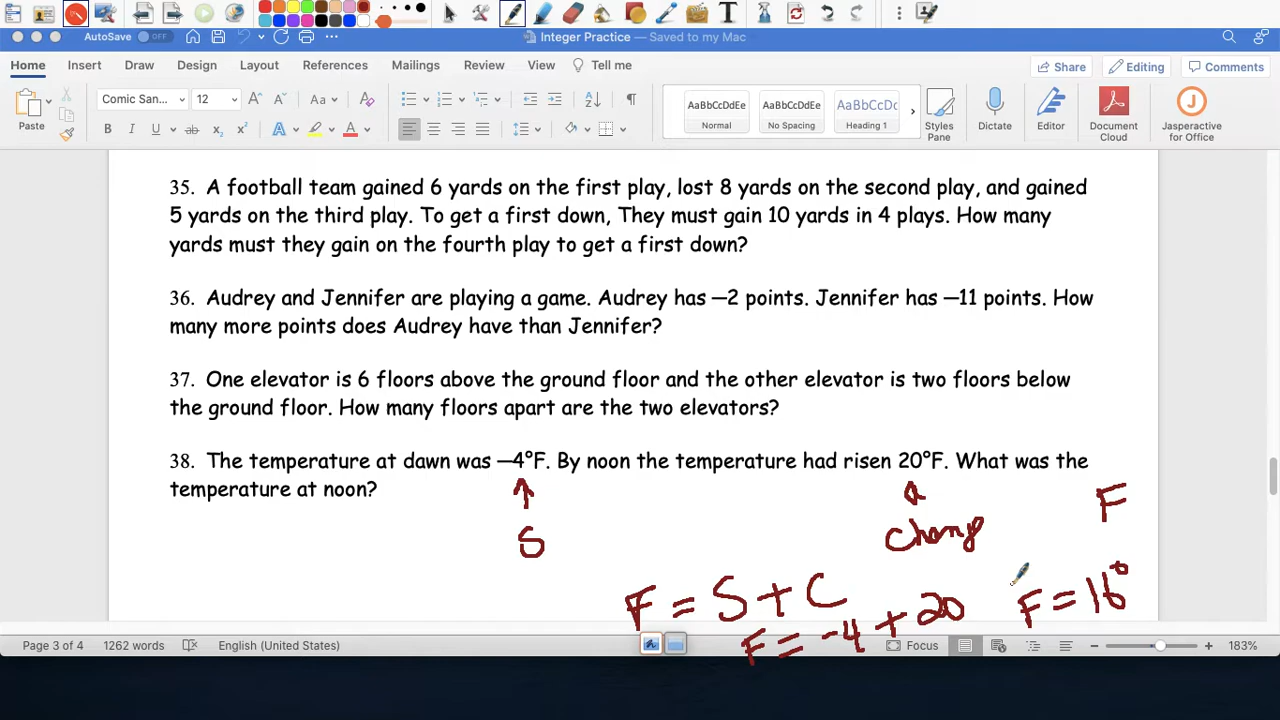 AutoSave OFF
Integer Practice — Saved to my Mac
Home Insert Draw Design Layout References Mailings Review View Tell me
Share Editing Comments
Paste
Comic San... 12
AaBbCcDdEe AaBbCcDdEe AaBbCcDc
Normal No Spacing Heading 1
Styles Pane
Dictate
Editor
Document Cloud
Jasperactive for Office
35. A football team gained 6 yards on the first play, lost 8 yards on the second play, and gained
5 yards on the third play. To get a first down, They must gain 10 yards in 4 plays. How many
yards must they gain on the fourth play to get a first down?
36. Audrey and Jennifer are playing a game. Audrey has —2 points. Jennifer has —11 points. How
many more points does Audrey have than Jennifer?
37. One elevator is 6 floors above the ground floor and the other elevator is two floors below
the ground floor. How many floors apart are the two elevators?
38. The temperature at dawn was —4°F. By noon the temperature had risen 20°F. What was the
temperature at noon?
F
S
Chang
F = S + C
F = 16°
F = -4 + 20
Page 3 of 4 1262 words English (United States) Focus 183%